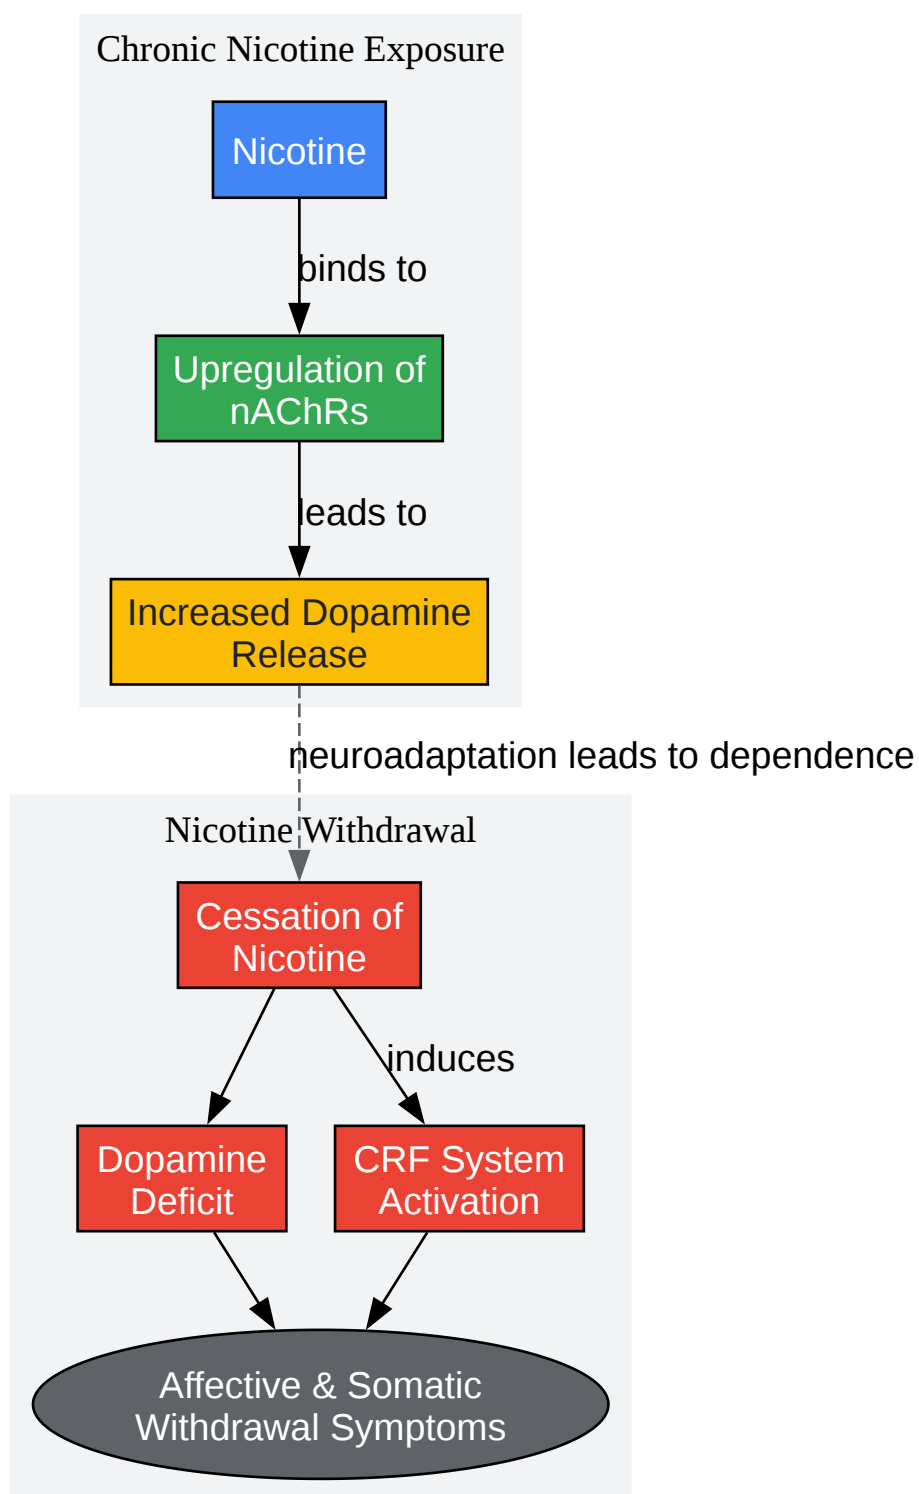 Chronic Nicotine Exposure
Nicotine
binds to
Upregulation of
nAChRs
leads to
Increased Dopamine
Release
neuroadaptation leads to dependence
Nicotine Withdrawal
Cessation of
Nicotine
induces
Dopamine
Deficit
CRF System
Activation
Affective & Somatic
Withdrawal Symptoms